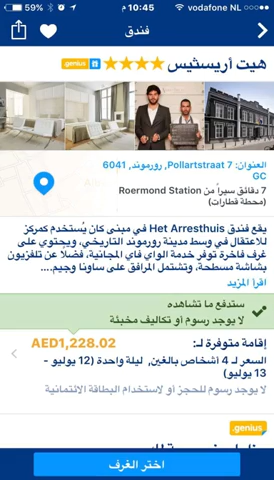 59% 10:45 م vodafone NL
فندق
هيت أريستيس genius.
العنوان: Pollartstraat 7, رورموند, 6041
GC
7 دقائق سيراً من Roermond Station
(محطة قطارات)
يقع فندق Het Arresthuis في مبنى كان يُستخدم كمركز
للاعتقال في وسط مدينة رورموند التاريخي، ويحتوي على
غرف فاخرة توفر خدمة الواي فاي المجانية، فضلاً عن تلفزيون
بشاشة مسطحة، وتشتمل المرافق على ساونا وجيم....
اقرأ المزيد
ستدفع ما تشاهده
لا يوجد رسوم أو تكاليف مخبئة
إقامة متوفرة لـ: AED1,228.02
السعر لـ 4 أشخاص بالغين, ليلة واحدة (12 يوليو -
13 يوليو)
لا يوجد رسوم للحجز أو لاستخدام البطاقة الائتمانية
genius.
اختر الغرف